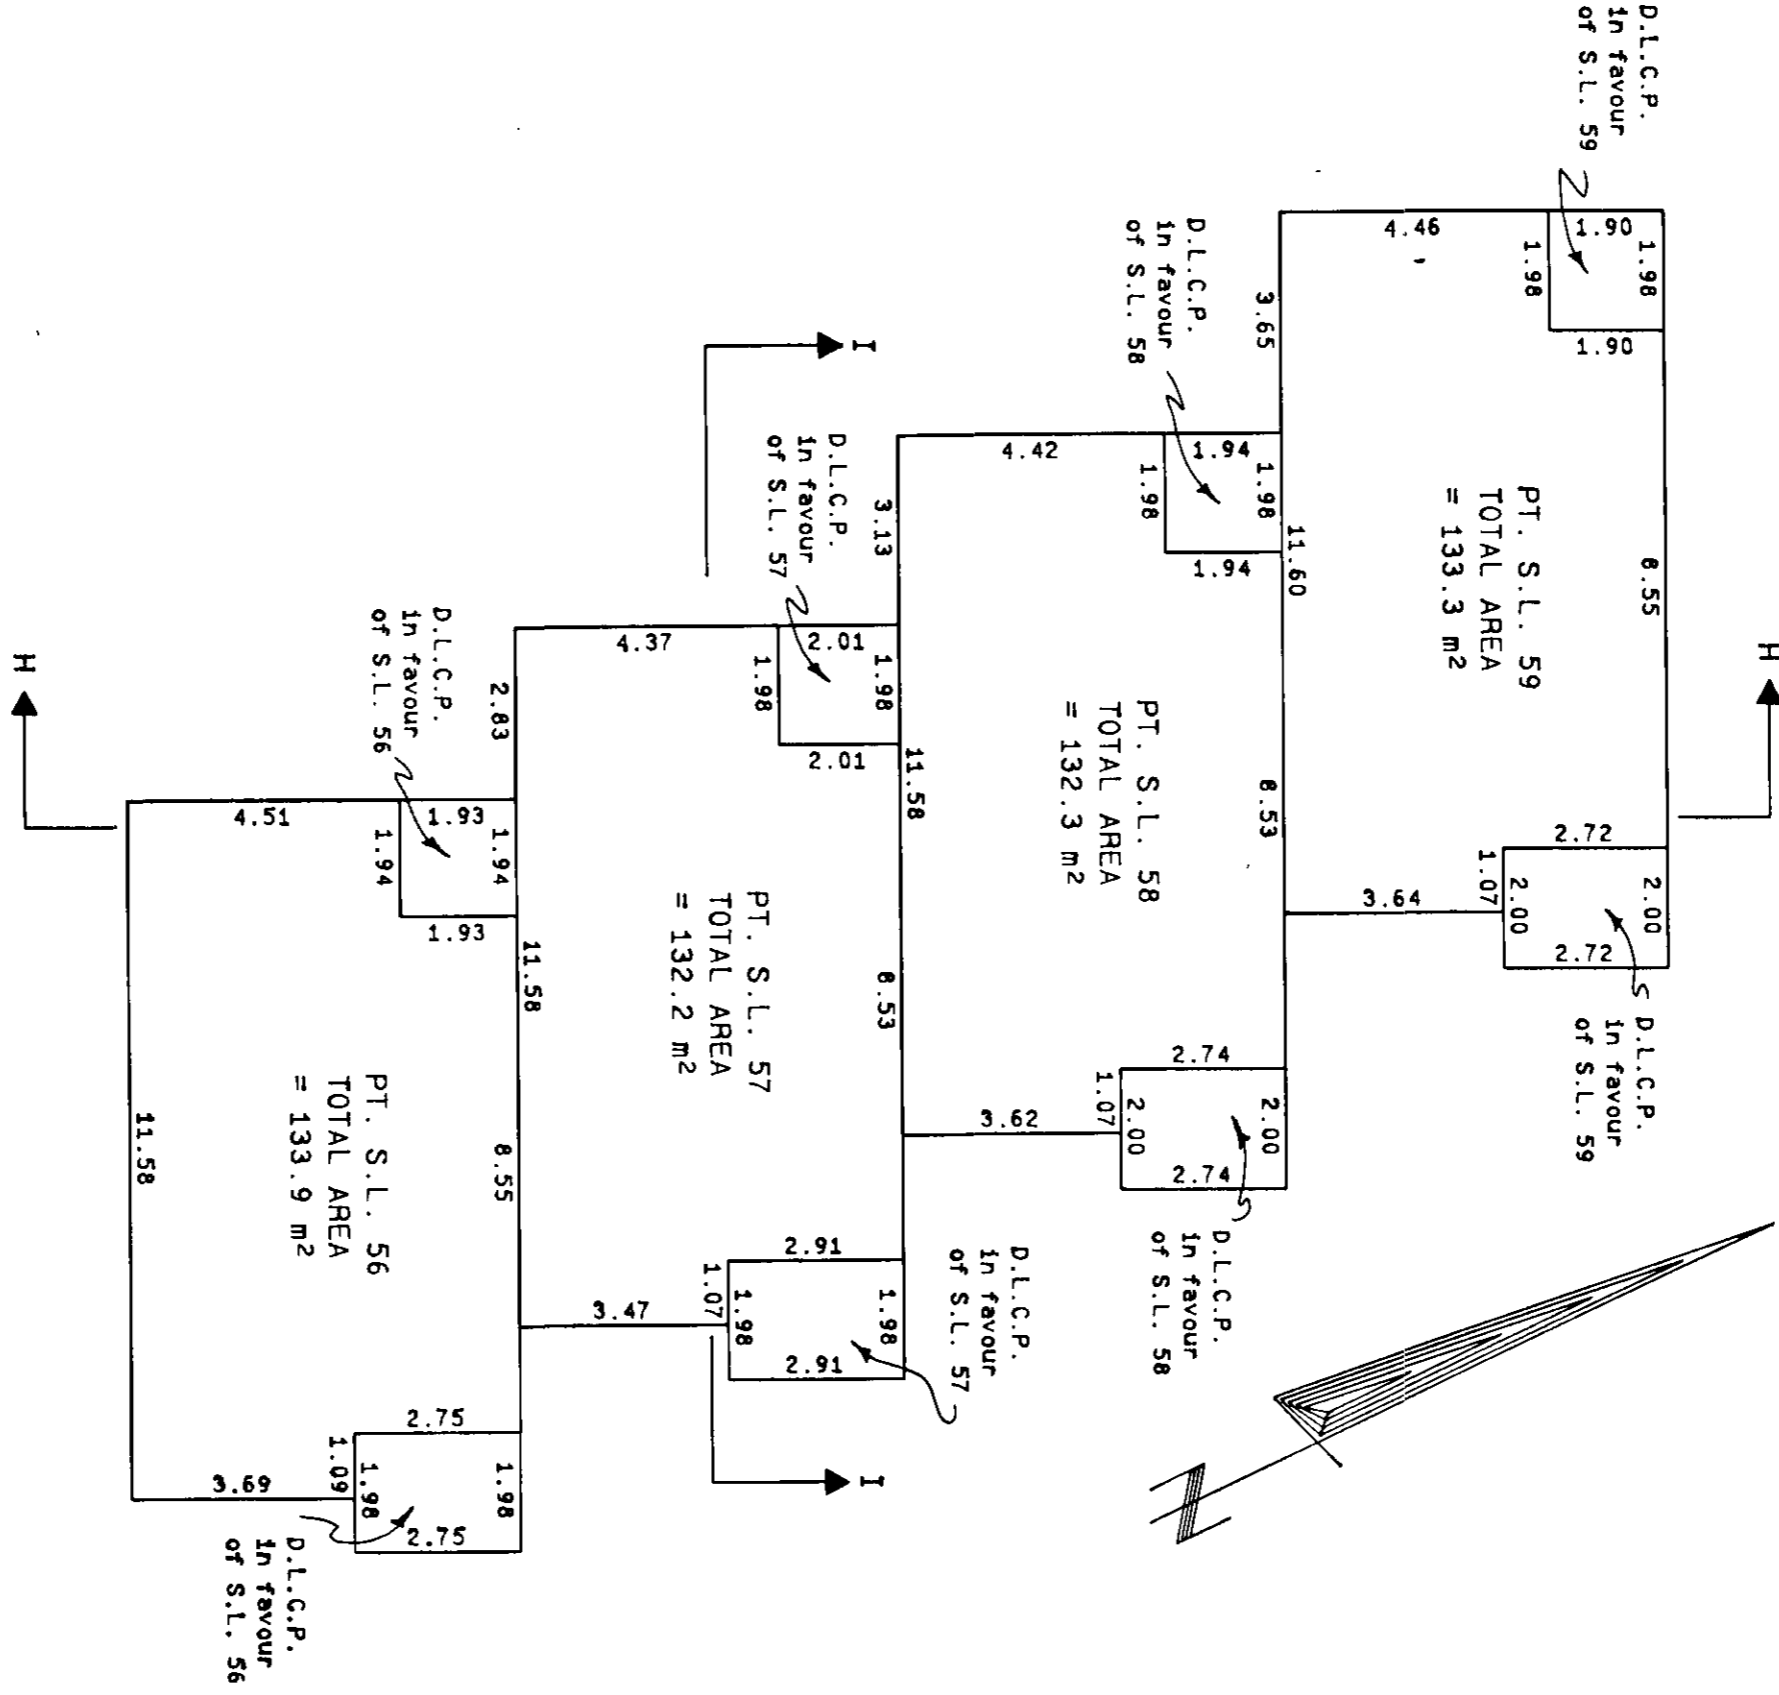 D.L.C.P.
in favour
of S.L. 59
4.46
1.90
1.98
1.98
1.90
3.65
D.L.C.P.
in favour
of S.L. 58
I
4.42
1.94
1.98
1.98
1.94
11.60
PT. S.L. 59
TOTAL AREA
= 133.3 m²
8.55
H
H
D.L.C.P.
in favour
of S.L. 57
3.13
4.37
2.01
1.98
1.98
2.01
11.58
PT. S.L. 58
TOTAL AREA
= 132.3 m²
8.53
2.72
1.07
2.00
2.00
2.72
3.64
D.L.C.P.
in favour
of S.L. 59
D.L.C.P.
in favour
of S.L. 56
2.83
4.51
1.93
1.94
1.94
1.93
11.58
PT. S.L. 57
TOTAL AREA
= 132.2 m²
8.53
2.74
1.07
2.00
2.00
2.74
3.62
D.L.C.P.
in favour
of S.L. 58
11.58
PT. S.L. 56
TOTAL AREA
= 133.9 m²
8.55
2.91
1.07
1.98
1.98
2.91
3.47
D.L.C.P.
in favour
of S.L. 57
I
2.75
1.09
1.98
1.98
2.75
3.69
D.L.C.P.
in favour
of S.L. 56
N